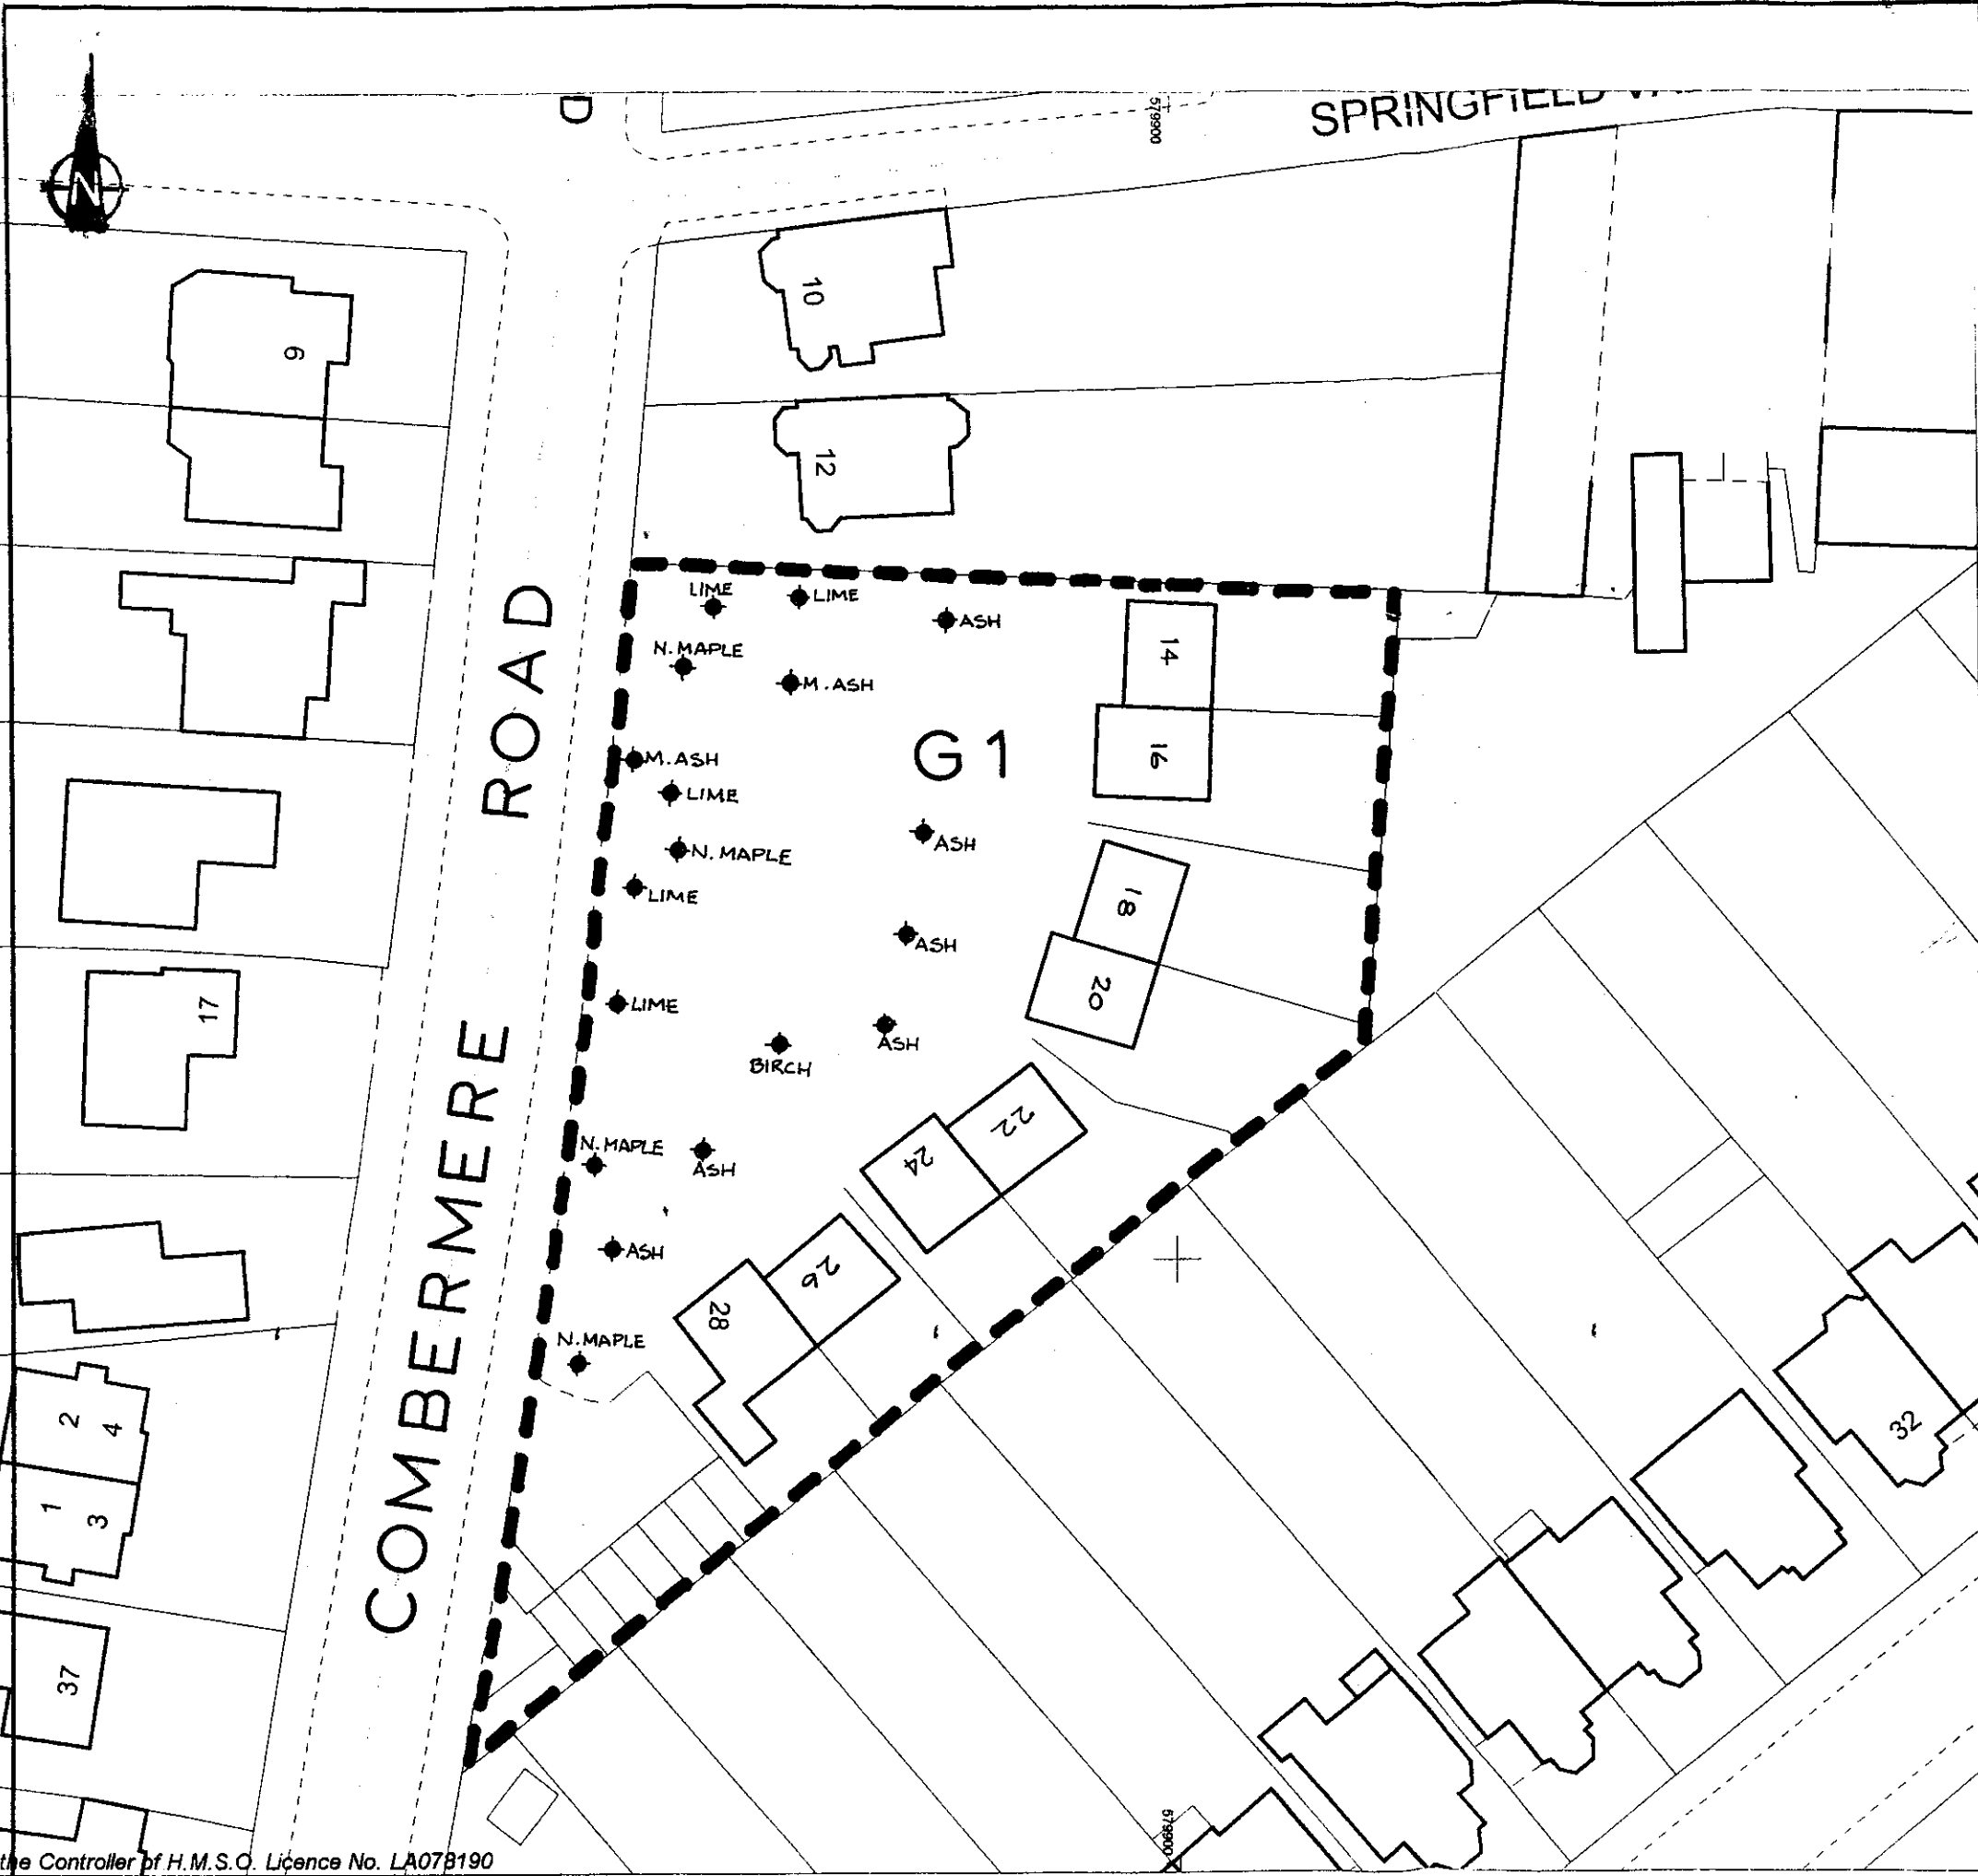 N
D
579900
SPRINGFIELD
10
6
12
LIME
LIME
ASH
N. MAPLE
M. ASH
14
G1
16
M. ASH
LIME
N. MAPLE
ASH
LIME
18
ASH
20
LIME
17
ASH
BIRCH
22
N. MAPLE
24
ASH
ASH
26
28
N. MAPLE
COMBERMERE ROAD
2
4
1
3
32
37
579900
the Controller of H.M.S.O. Licence No. LA078190